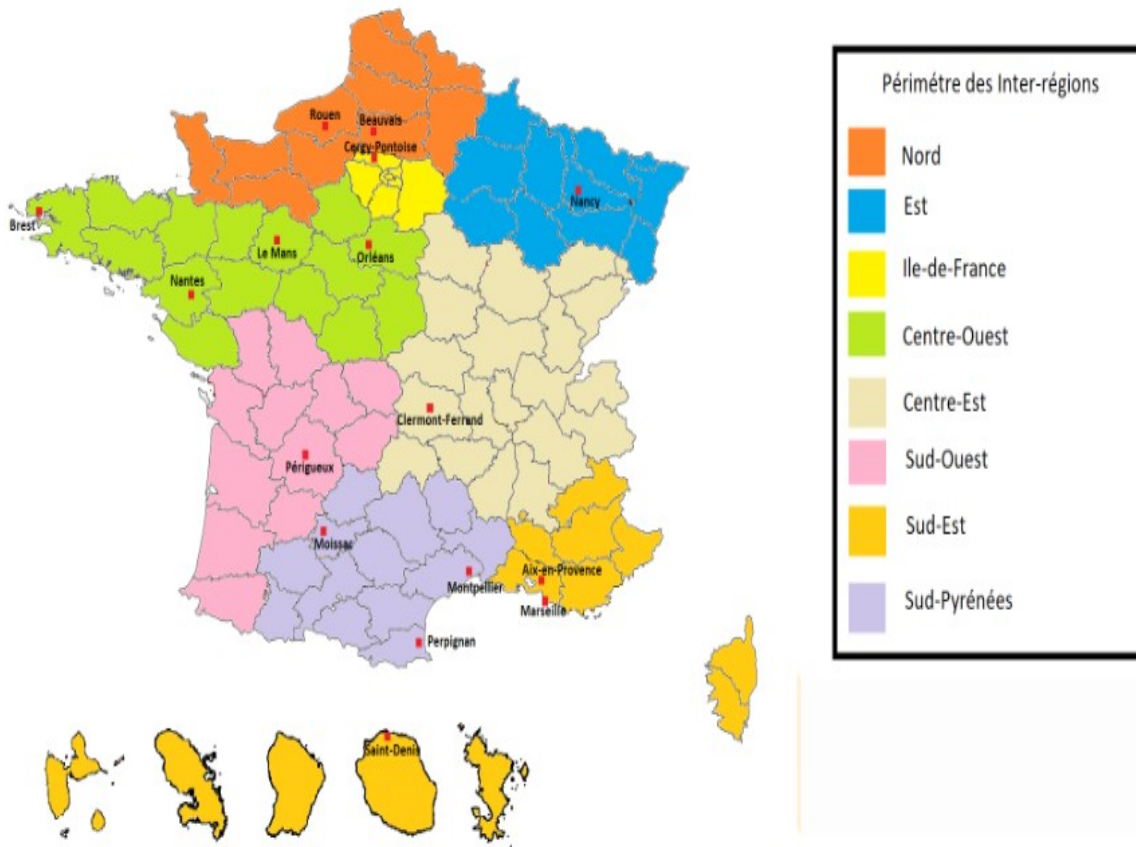 Périmétre des Inter-régions
Nord
Est
Ile-de-France
Centre-Ouest
Centre-Est
Sud-Ouest
Sud-Est
Sud-Pyrénées
Rouen
Beauvais
Cergy-Pontoise
Nancy
Brest
Le Mans
Orléans
Nantes
Clermont-Ferrand
Périgueux
Moissac
Aix-en-Provence
Montpellier
Marseille
Perpignan
Saint-Denis